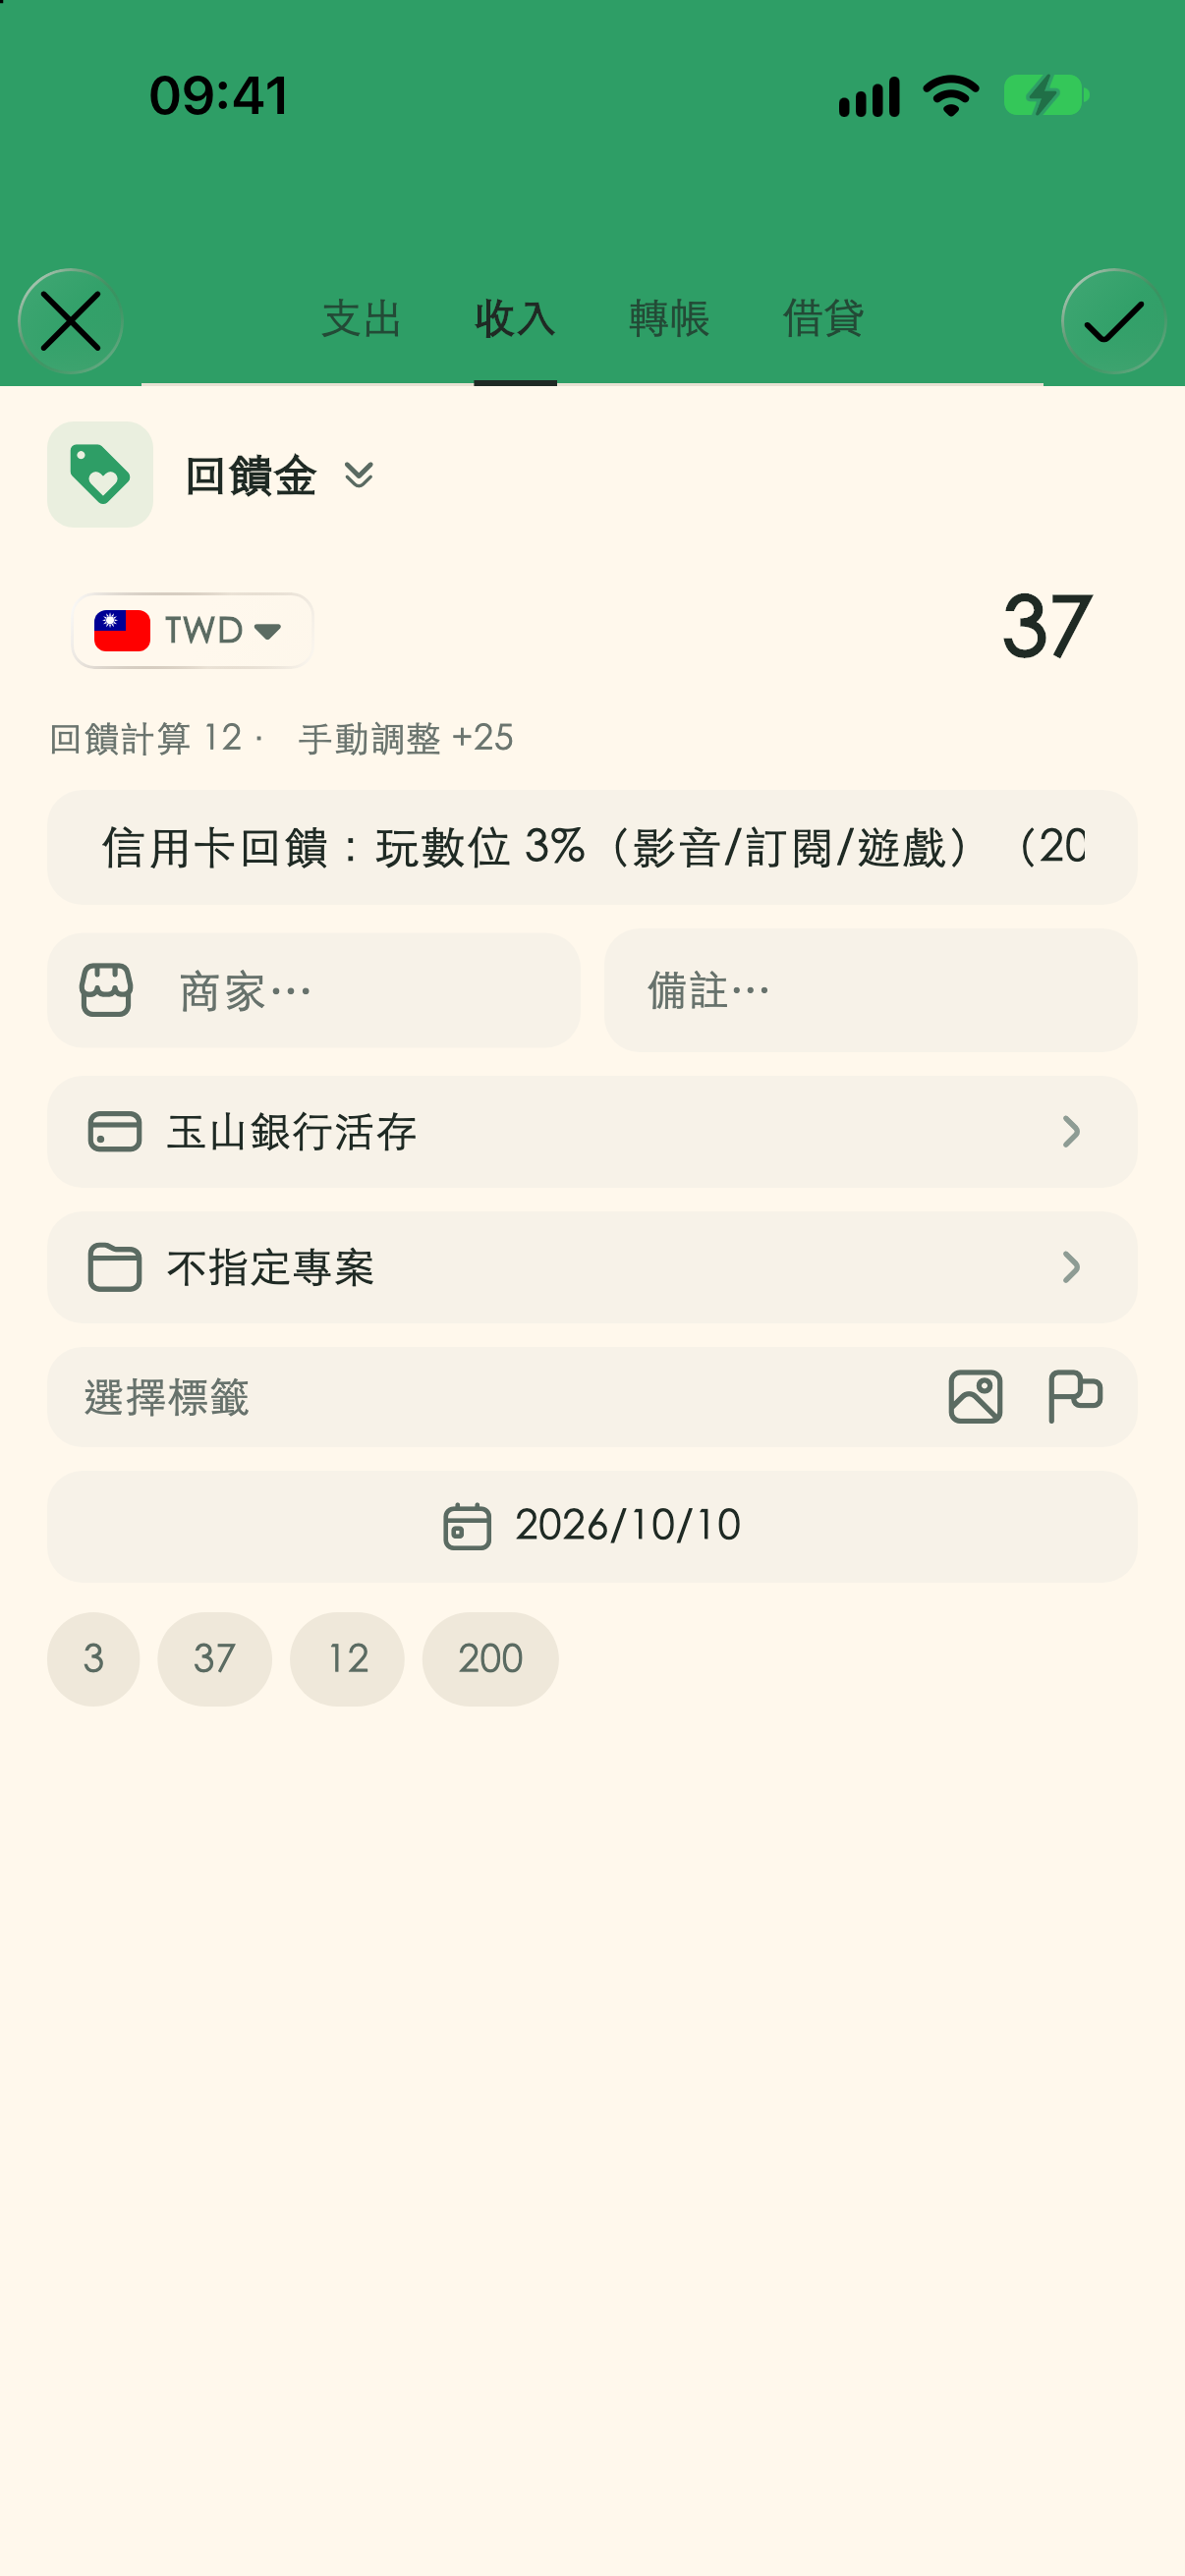 09:41
支出 收入 轉帳 借貸
回饋金
TWD 37
回饋計算 12 · 手動調整 +25
信用卡回饋：玩數位 3%（影音/訂閱/遊戲）（20
商家… 備註…
玉山銀行活存
不指定專案
選擇標籤
2026/10/10
3 37 12 200